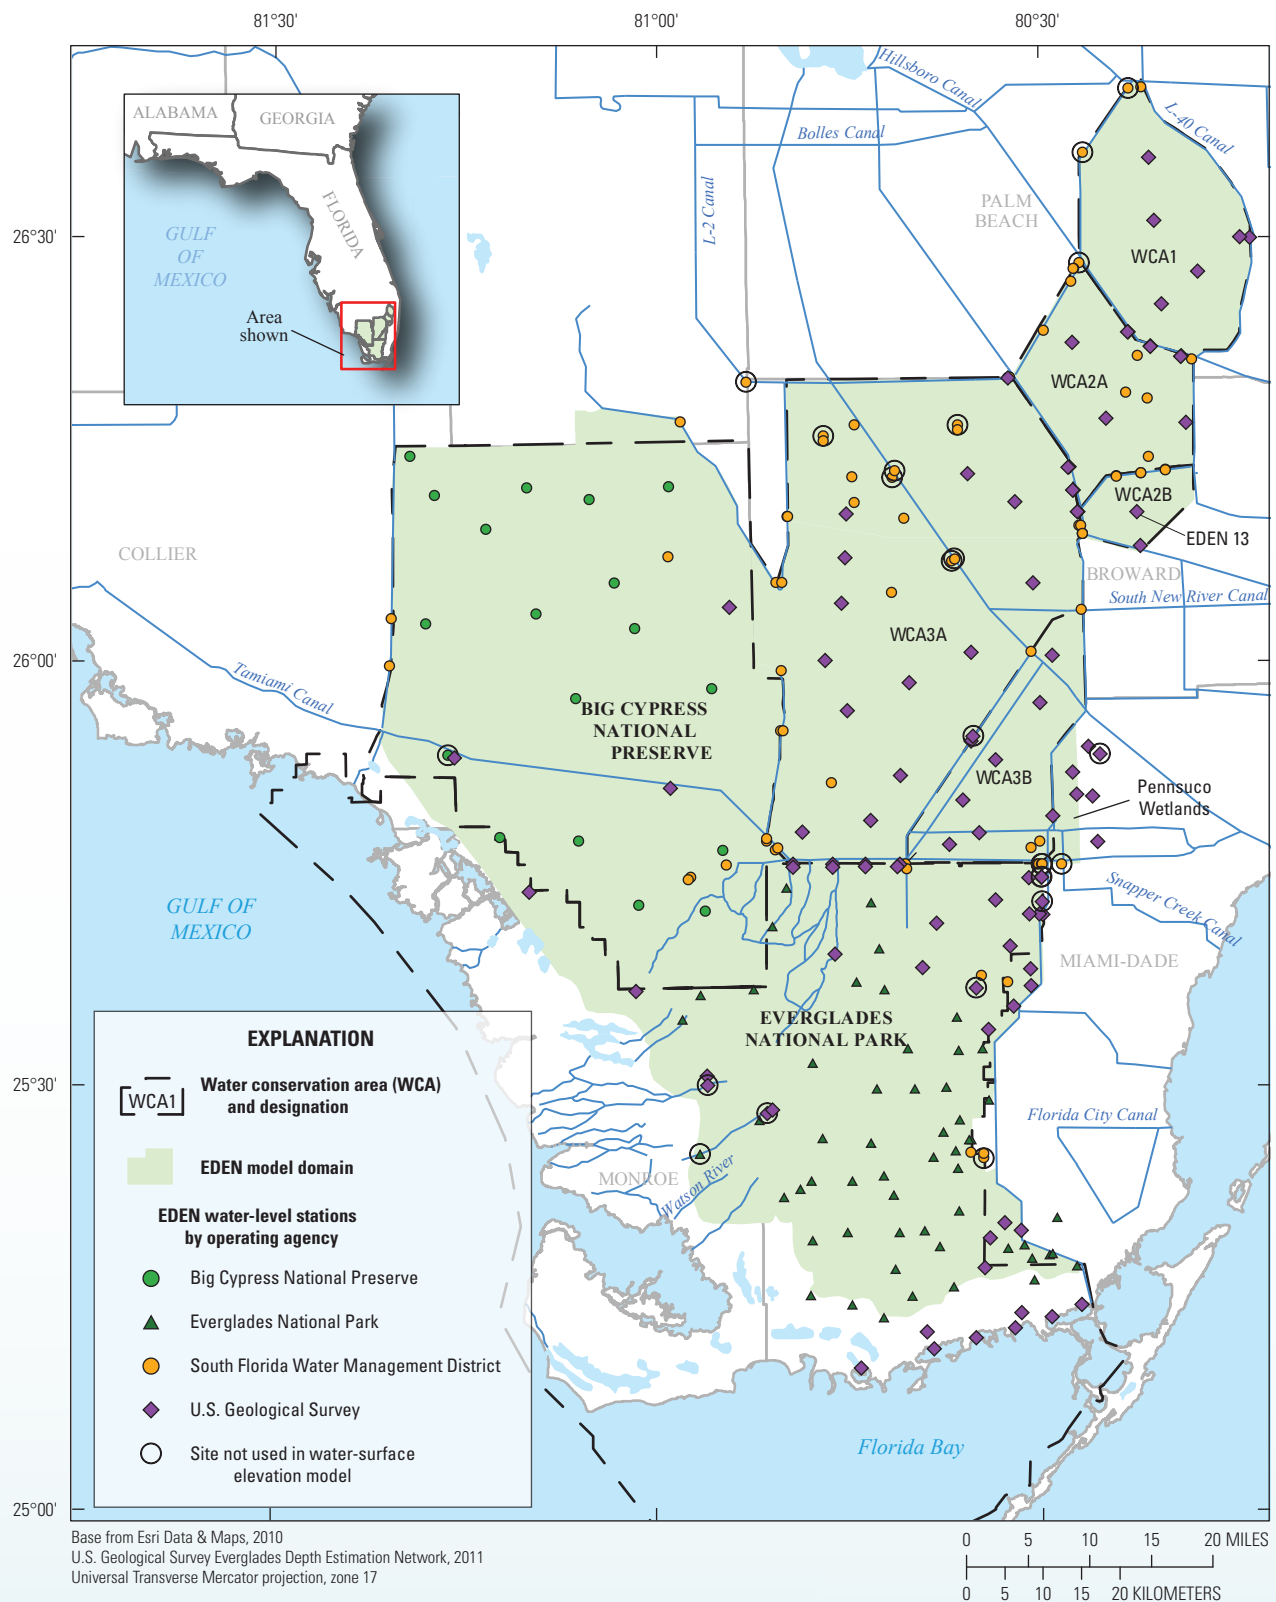 81°30'
81°00'
80°30'
ALABAMA
GEORGIA
FLORIDA
GULF
OF
MEXICO
Area
shown
Hillsboro Canal
L-40 Canal
Bolles Canal
L-2 Canal
PALM
BEACH
26°30'
WCA1
WCA2A
WCA2B
EDEN 13
COLLIER
BROWARD
South New River Canal
WCA3A
26°00'
Tamiami Canal
BIG CYPRESS
NATIONAL
PRESERVE
WCA3B
Pennsuco
Wetlands
Snapper Creek Canal
GULF OF
MEXICO
MIAMI-DADE
EVERGLADES
NATIONAL PARK
25°30'
Florida City Canal
MONROE
Watson River
EXPLANATION
WCA1
Water conservation area (WCA)
and designation
EDEN model domain
EDEN water-level stations
by operating agency
Big Cypress National Preserve
Everglades National Park
South Florida Water Management District
U.S. Geological Survey
Site not used in water-surface
elevation model
Florida Bay
25°00'
Base from Esri Data & Maps, 2010
U.S. Geological Survey Everglades Depth Estimation Network, 2011
Universal Transverse Mercator projection, zone 17
0 5 10 15 20 MILES
0 5 10 15 20 KILOMETERS